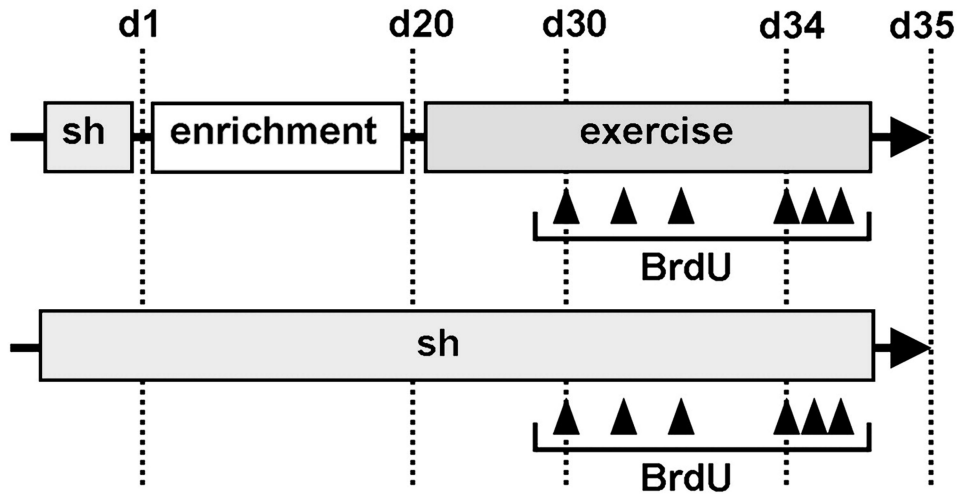 d1 d20 d30 d34 d35
sh enrichment exercise
BrdU
sh
BrdU